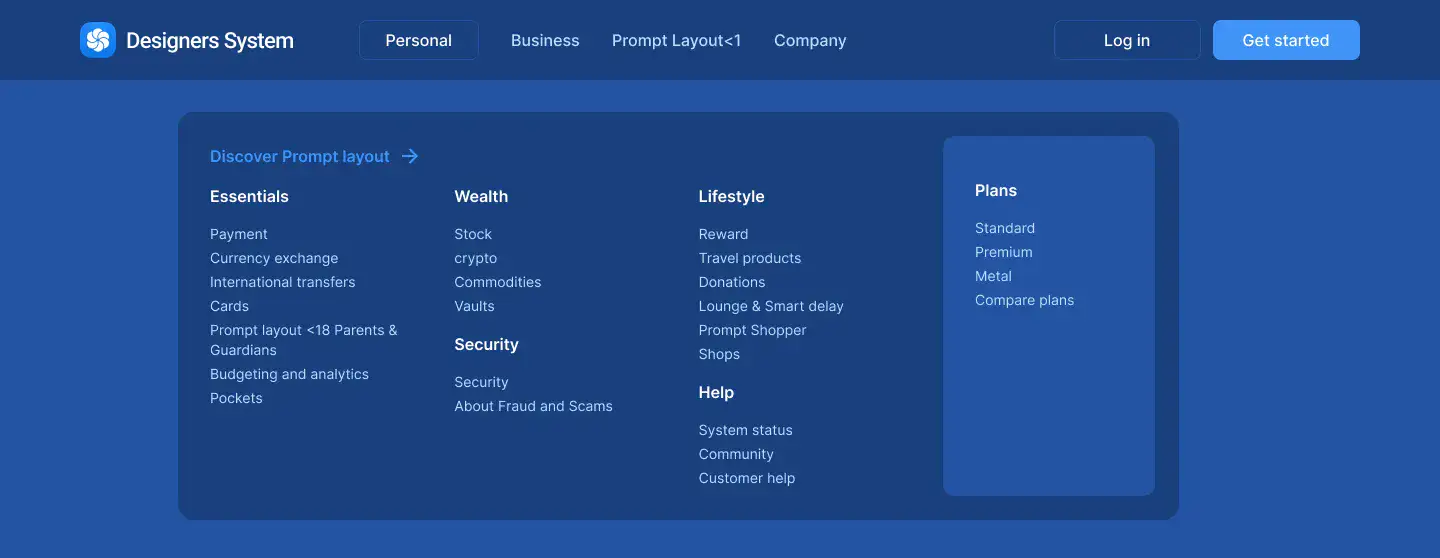 Designers System
Personal
Business
Prompt Layout<1
Company
Log in
Get started
Discover Prompt layout
Essentials
Payment
Currency exchange
International transfers
Cards
Prompt layout <18 Parents &
Guardians
Budgeting and analytics
Pockets
Wealth
Stock
crypto
Commodities
Vaults
Security
Security
About Fraud and Scams
Lifestyle
Reward
Travel products
Donations
Lounge & Smart delay
Prompt Shopper
Shops
Help
System status
Community
Customer help
Plans
Standard
Premium
Metal
Compare plans